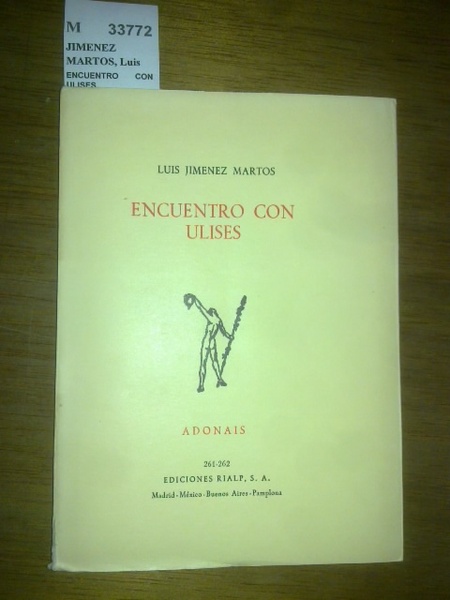 M 33772
JIMENEZ
MARTOS, Luis
ENCUENTRO CON
ULISES
LUIS JIMENEZ MARTOS
ENCUENTRO CON
ULISES
ADONAIS
261-262
EDICIONES RIALP, S. A.
Madrid-México-Buenos Aires-Pamplona